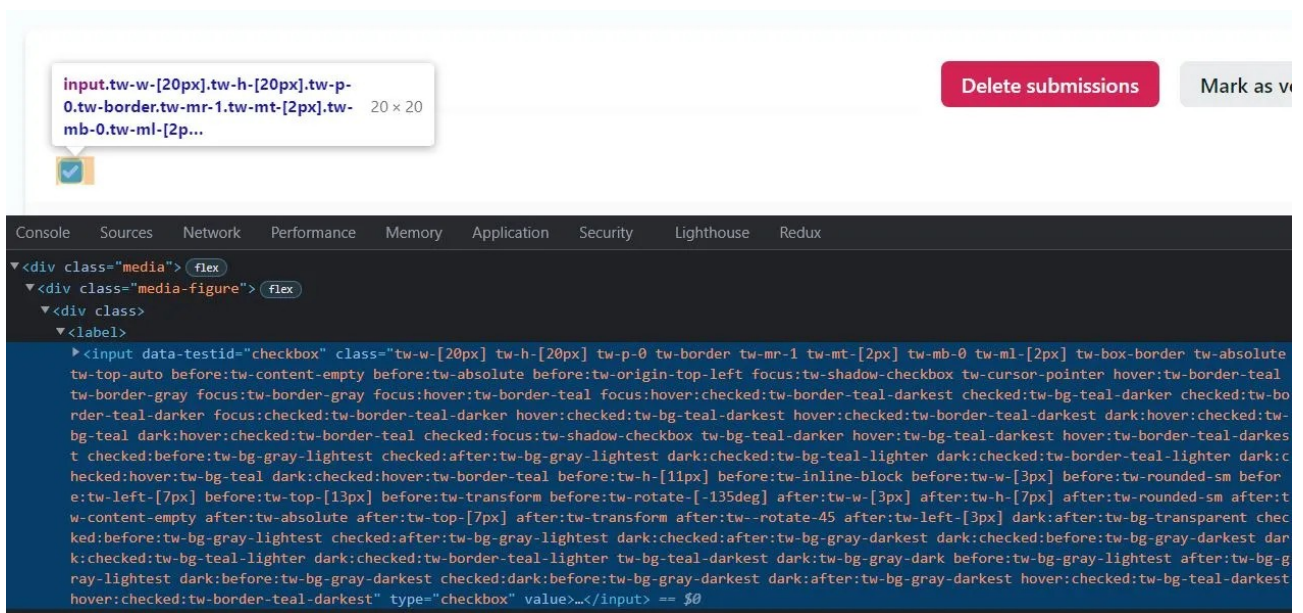 input.tw-w-[20px].tw-h-[20px].tw-p-
0.tw-border.tw-mr-1.tw-mt-[2px].tw- 20 × 20
mb-0.tw-ml-[2p...
Delete submissions Mark as ve
Console Sources Network Performance Memory Application Security Lighthouse Redux
▼<div class="media"> flex
▼<div class="media-figure"> flex
▼<div class>
▼<label>
▶<input data-testid="checkbox" class="tw-w-[20px] tw-h-[20px] tw-p-0 tw-border tw-mr-1 tw-mt-[2px] tw-mb-0 tw-ml-[2px] tw-box-border tw-absolute
tw-top-auto before:tw-content-empty before:tw-absolute before:tw-origin-top-left focus:tw-shadow-checkbox tw-cursor-pointer hover:tw-border-teal
tw-border-gray focus:tw-border-gray focus:hover:tw-border-teal focus:hover:checked:tw-border-teal-darkest checked:tw-bg-teal-darker checked:tw-bo
rder-teal-darker focus:checked:tw-border-teal-darker hover:checked:tw-bg-teal-darkest hover:checked:tw-border-teal-darkest dark:hover:checked:tw-
bg-teal dark:hover:checked:tw-border-teal checked:focus:tw-shadow-checkbox tw-bg-teal-darker hover:tw-bg-teal-darkest hover:tw-border-teal-darkes
t checked:before:tw-bg-gray-lightest checked:after:tw-bg-gray-lightest dark:checked:tw-bg-teal-lighter dark:checked:tw-border-teal-lighter dark:c
hecked:hover:tw-bg-teal dark:checked:hover:tw-border-teal before:tw-h-[11px] before:tw-inline-block before:tw-w-[3px] before:tw-rounded-sm befor
e:tw-left-[7px] before:tw-top-[13px] before:tw-transform before:tw-rotate-[-135deg] after:tw-w-[3px] after:tw-h-[7px] after:tw-rounded-sm after:t
w-content-empty after:tw-absolute after:tw-top-[7px] after:tw-transform after:tw--rotate-45 after:tw-left-[3px] dark:after:tw-bg-transparent chec
ked:before:tw-bg-gray-lightest checked:after:tw-bg-gray-lightest dark:checked:after:tw-bg-gray-darkest dark:checked:before:tw-bg-gray-darkest dar
k:checked:tw-bg-teal-lighter dark:checked:tw-border-teal-lighter tw-bg-teal-darkest dark:tw-bg-gray-dark before:tw-bg-gray-lightest after:tw-bg-g
ray-lightest dark:before:tw-bg-gray-darkest checked:dark:before:tw-bg-gray-darkest dark:after:tw-bg-gray-darkest hover:checked:tw-bg-teal-darkest
hover:checked:tw-border-teal-darkest" type="checkbox" value>…</input> == $0